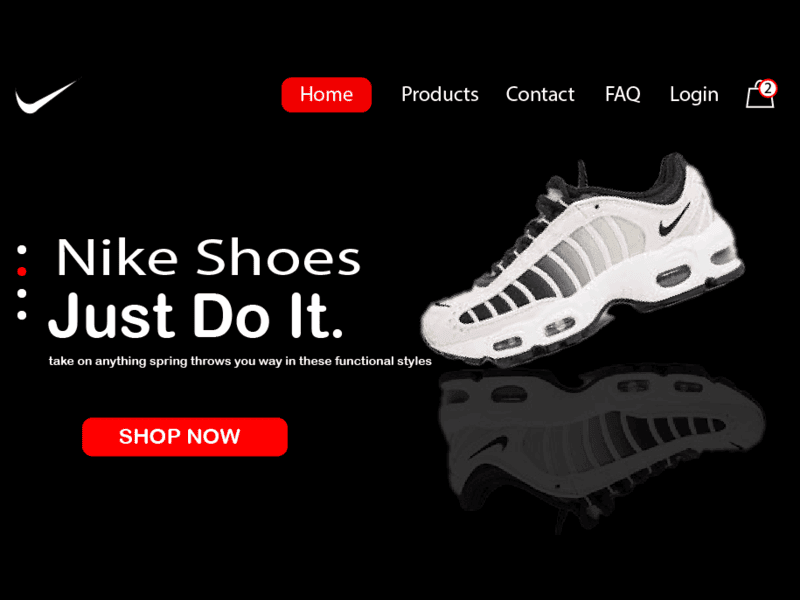 Home Products Contact FAQ Login 2
Nike Shoes
Just Do It.
take on anything spring throws you way in these functional styles
SHOP NOW